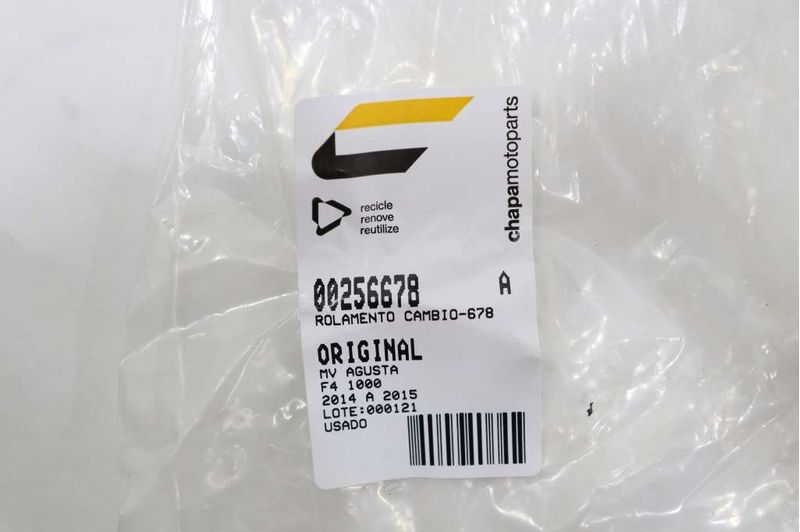 chapamotoparts
recicle
renove
reutilize
00256678 A
ROLAMENTO CAMBIO-678
ORIGINAL
MV AGUSTA
F4 1000
2014 A 2015
LOTE:000121
USADO